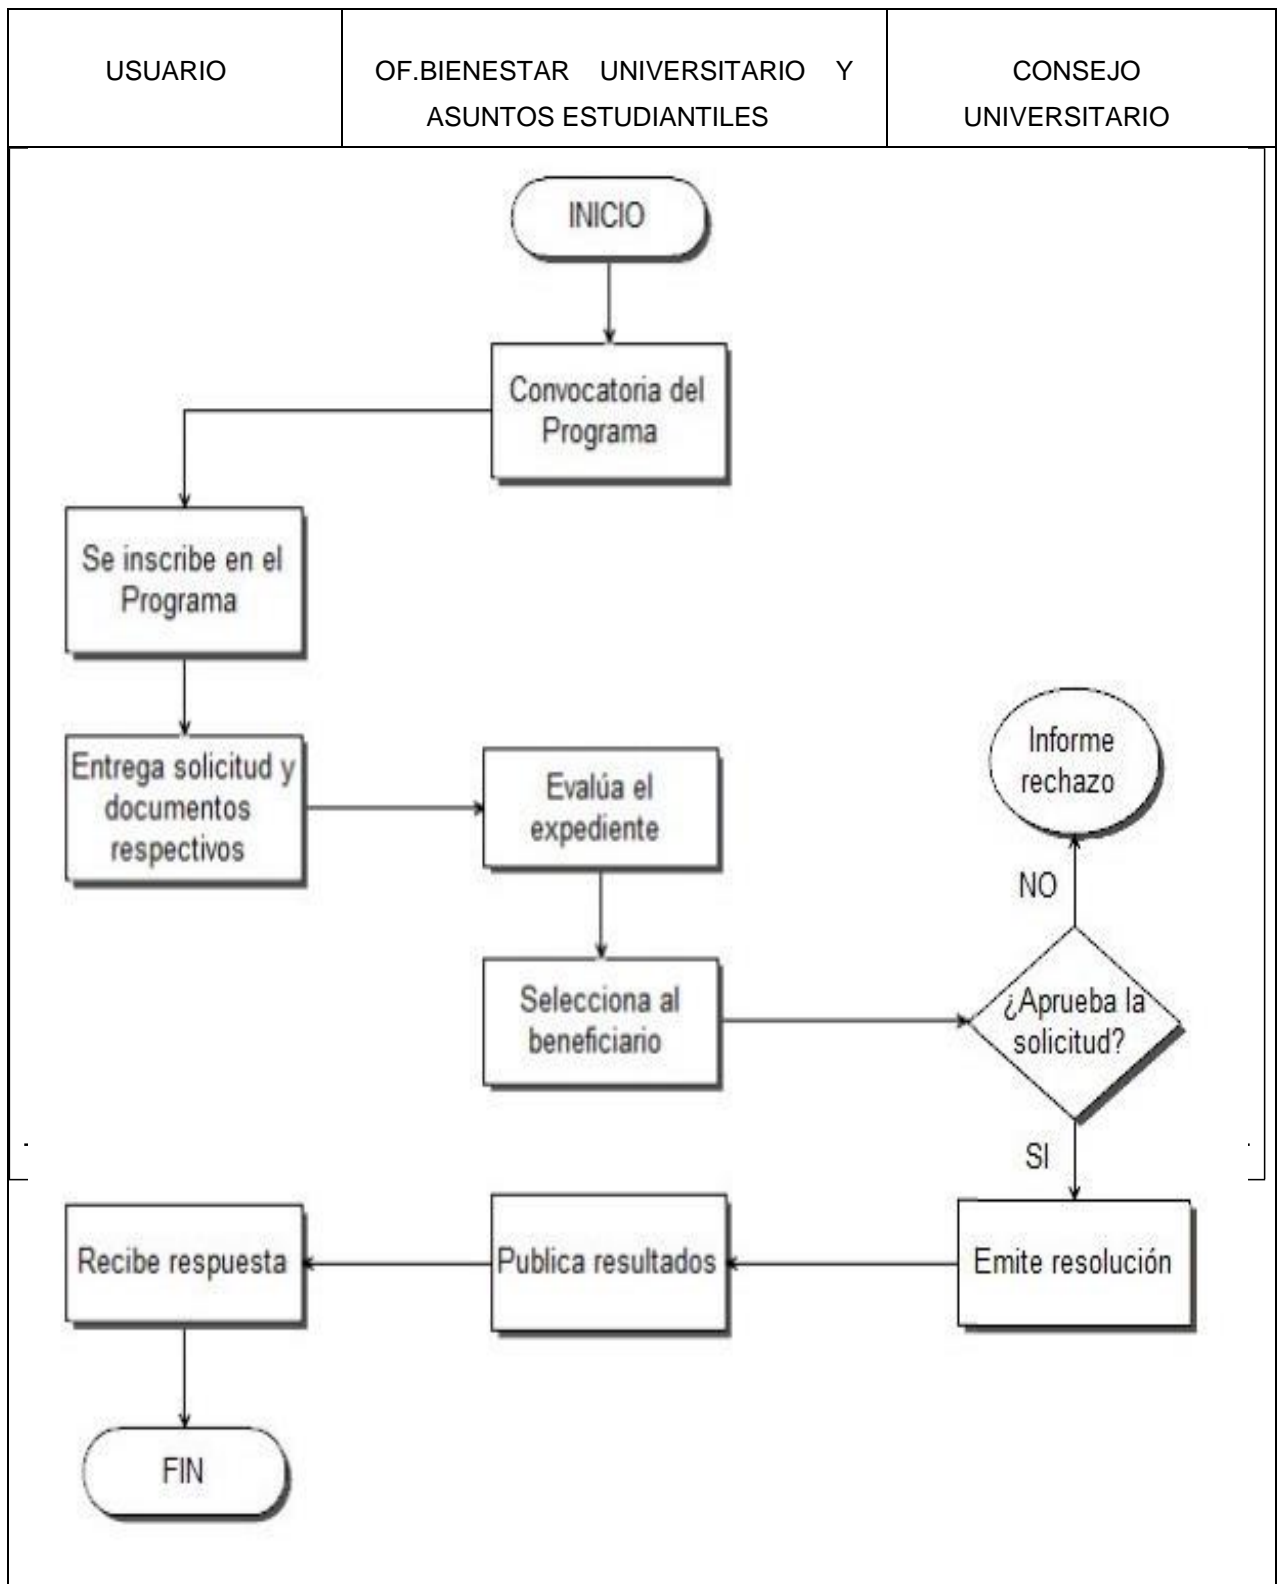 USUARIO
OF.BIENESTAR UNIVERSITARIO Y
ASUNTOS ESTUDIANTILES
CONSEJO
UNIVERSITARIO
INICIO
Convocatoria del
Programa
Se inscribe en el
Programa
Entrega solicitud y
documentos
respectivos
Evalúa el
expediente
Informe
rechazo
NO
Selecciona al
beneficiario
¿Aprueba la
solicitud?
SI
Recibe respuesta
Publica resultados
Emite resolución
FIN